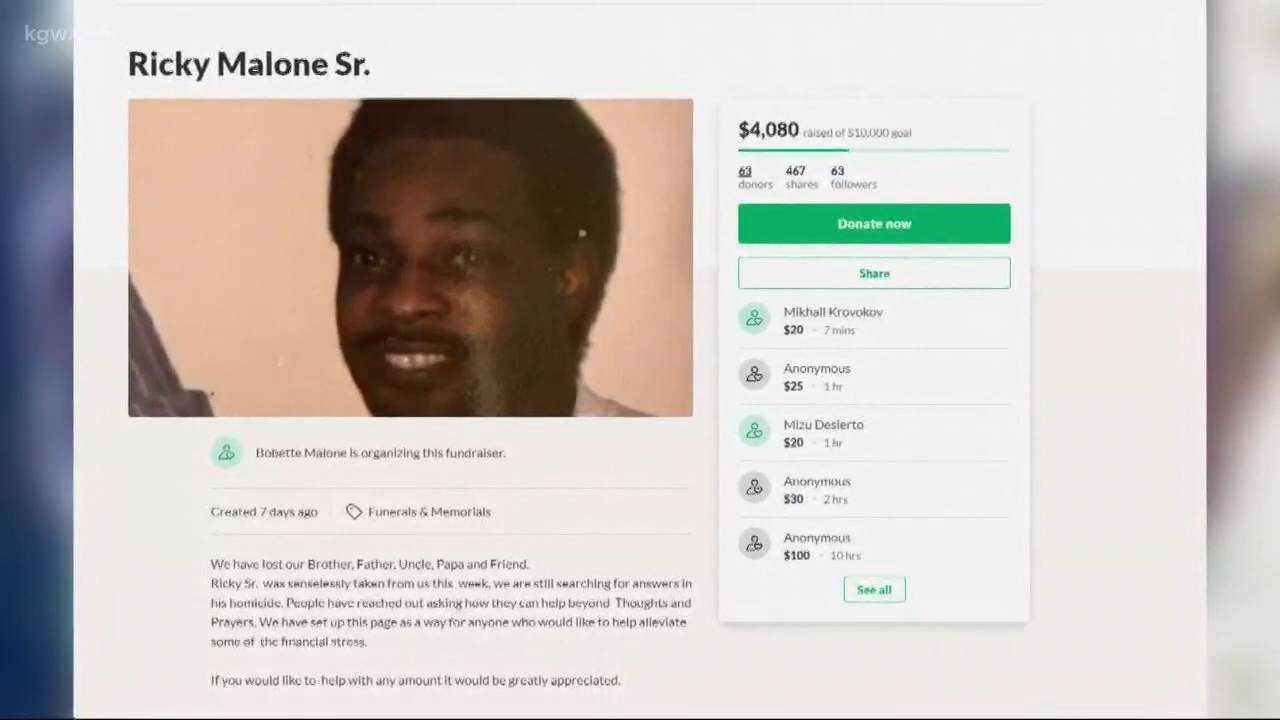 kgw.com
Ricky Malone Sr.
$4,080 raised of $10,000 goal
63 467 63
donors shares followers
Donate now
Share
Mikhall Krovokov
$20 · 7 mins
Anonymous
$25 · 1 hr
Mizu Desierto
$20 · 1 hr
Anonymous
$30 · 2 hrs
Anonymous
$100 · 10 hrs
See all
Bobette Malone is organizing this fundraiser.
Created 7 days ago Funerals & Memorials
We have lost our Brother, Father, Uncle, Papa and Friend.
Ricky Sr. was senselessly taken from us this week, we are still searching for answers in
his homicide. People have reached out asking how they can help beyond Thoughts and
Prayers. We have set up this page as a way for anyone who would like to help alleviate
some of the financial stress.
If you would like to help with any amount it would be greatly appreciated.